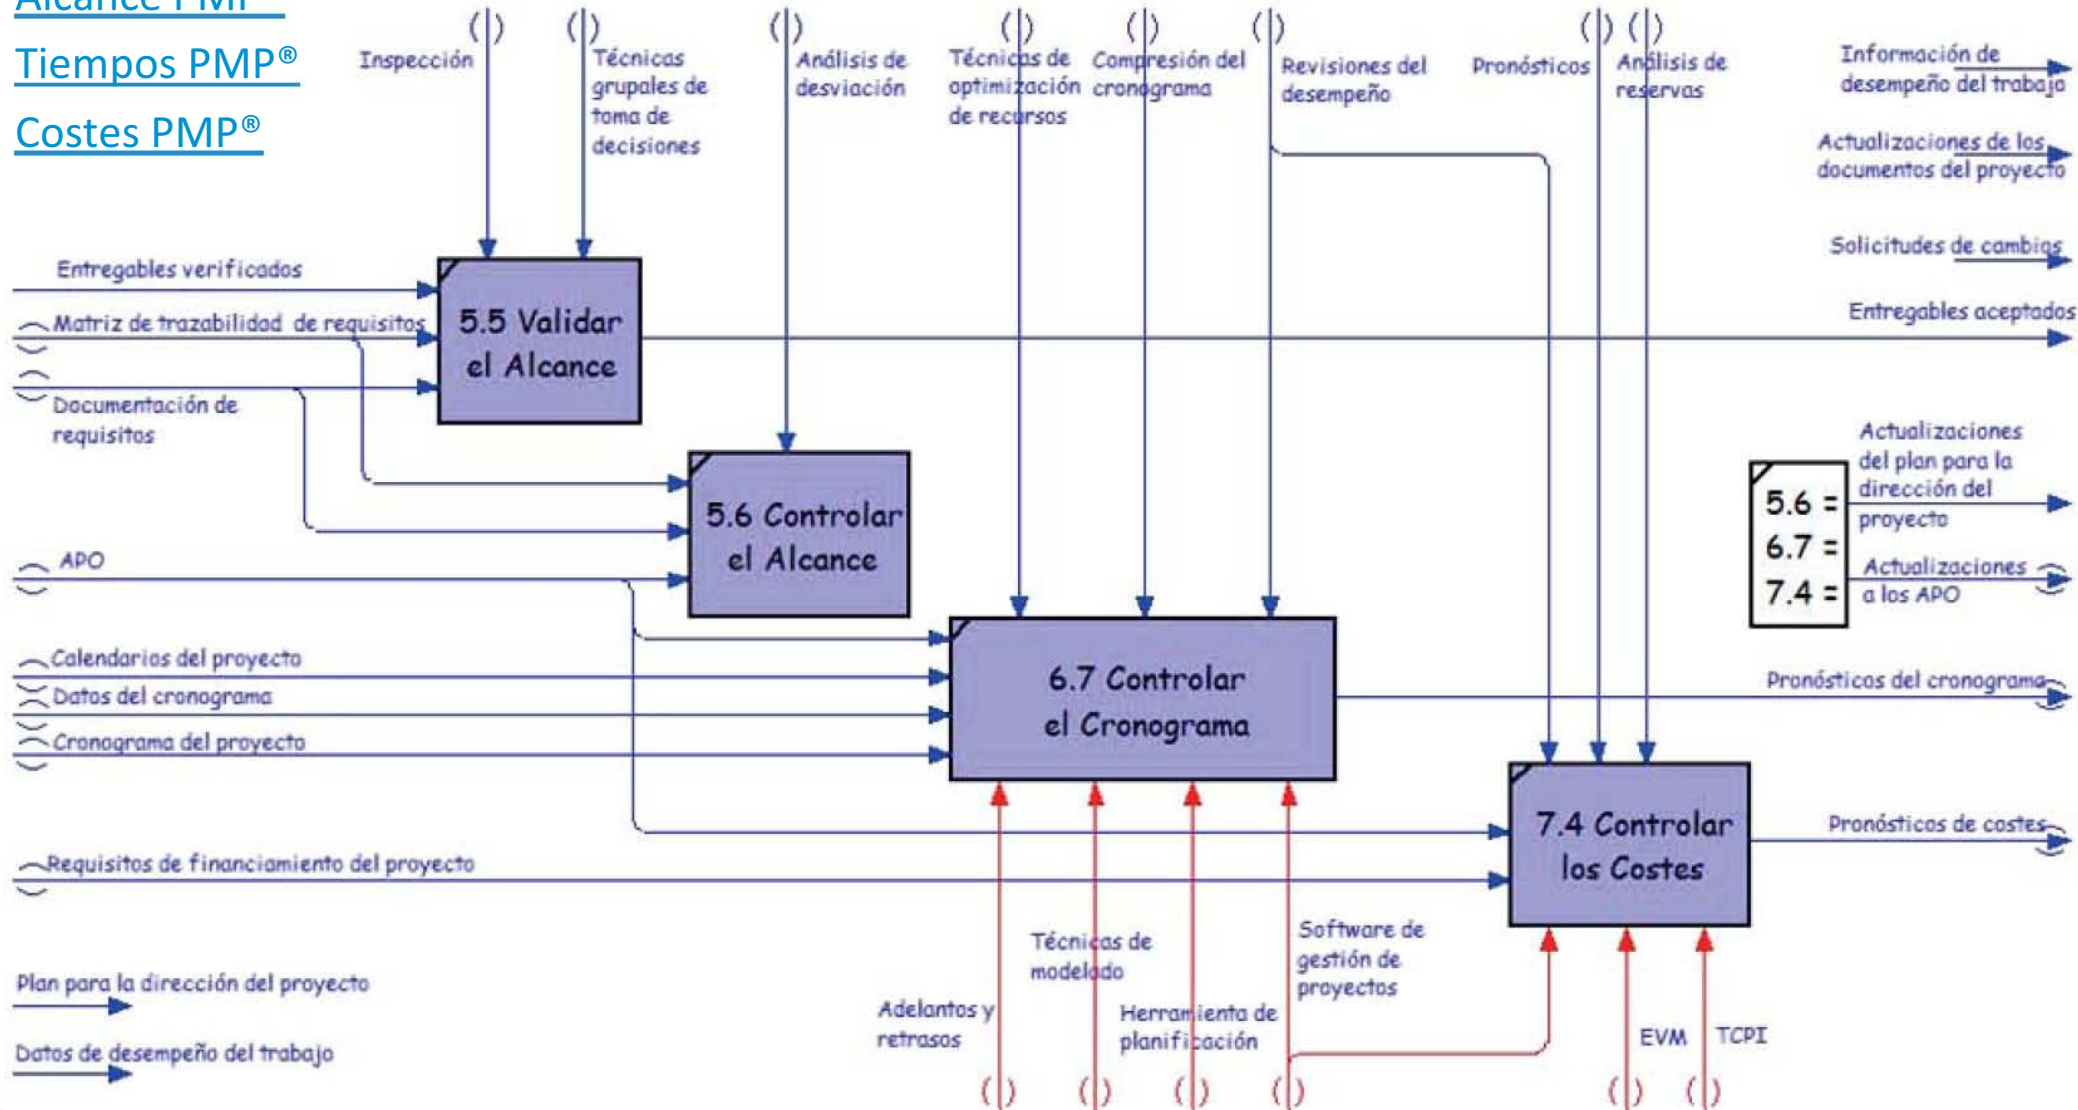 Alcance PMP®
Tiempos PMP®
Costes PMP®
Inspección
Técnicas
grupales de
toma de
decisiones
Análisis de
desviación
Técnicas de
optimización
de recursos
Compresión del
cronograma
Revisiones del
desempeño
Pronósticos
Análisis de
reservas
Información de
desempeño del trabajo
Actualizaciones de los
documentos del proyecto
Solicitudes de cambios
Entregables aceptados
Entregables verificados
Matriz de trazabilidad de requisitos
Documentación de
requisitos
5.5 Validar
el Alcance
5.6 Controlar
el Alcance
APO
Actualizaciones
del plan para la
dirección del
proyecto
5.6 =
6.7 =
7.4 =
Actualizaciones
a los APO
Calendarios del proyecto
Datos del cronograma
Cronograma del proyecto
6.7 Controlar
el Cronograma
Pronósticos del cronograma
7.4 Controlar
los Costes
Pronósticos de costes
Requisitos de financiamiento del proyecto
Plan para la dirección del proyecto
Datos de desempeño del trabajo
Adelantos y
retrasos
Técnicas de
modelado
Herramienta de
planificación
Software de
gestión de
proyectos
EVM
TCPI